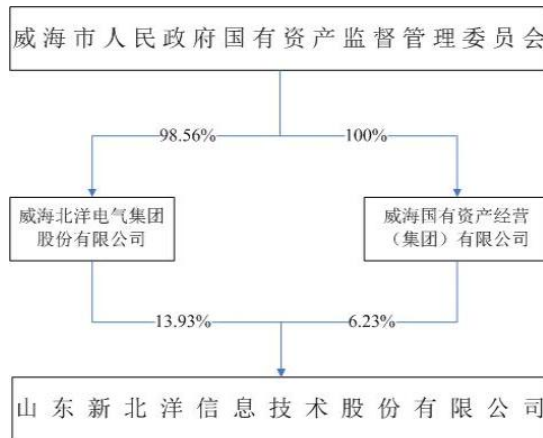 威海市人民政府国有资产监督管理委员会
98.56%
100%
威海北洋电气集团
股份有限公司
威海国有资产经营
（集团）有限公司
13.93%
6.23%
山东新北洋信息技术股份有限公司